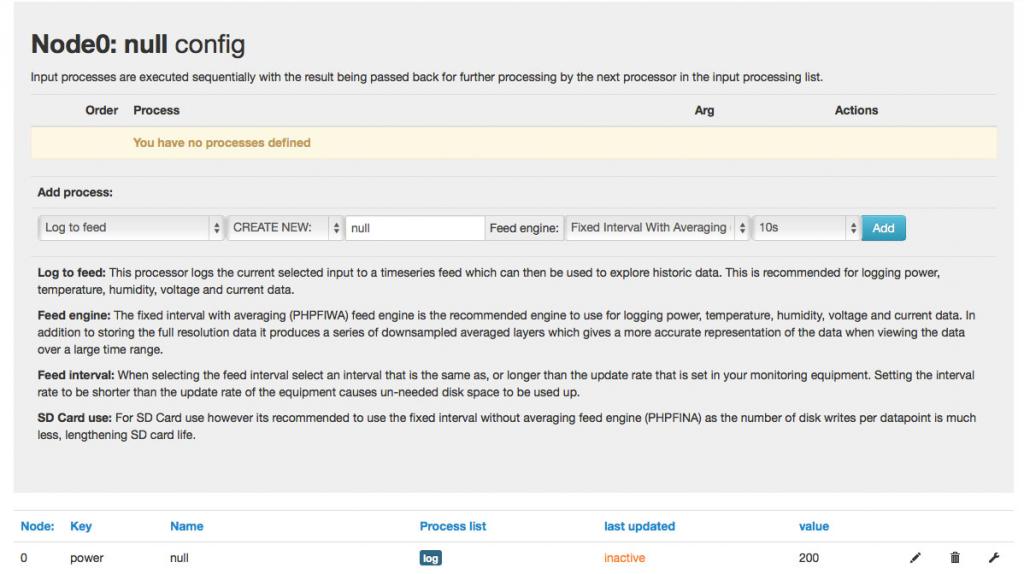 Node0: null config
Input processes are executed sequentially with the result being passed back for further processing by the next processor in the input processing list.
Order Process Arg Actions
You have no processes defined
Add process:
Log to feed CREATE NEW: null Feed engine: Fixed Interval With Averaging 10s Add
Log to feed: This processor logs the current selected input to a timeseries feed which can then be used to explore historic data. This is recommended for logging power,
temperature, humidity, voltage and current data.
Feed engine: The fixed interval with averaging (PHPFIWA) feed engine is the recommended engine to use for logging power, temperature, humidity, voltage and current data. In
addition to storing the full resolution data it produces a series of downsampled averaged layers which gives a more accurate representation of the data when viewing the data
over a large time range.
Feed interval: When selecting the feed interval select an interval that is the same as, or longer than the update rate that is set in your monitoring equipment. Setting the interval
rate to be shorter than the update rate of the equipment causes un-needed disk space to be used up.
SD Card use: For SD Card use however its recommended to use the fixed interval without averaging feed engine (PHPFINA) as the number of disk writes per datapoint is much
less, lengthening SD card life.
Node: Key Name Process list last updated value
0 power null log inactive 200